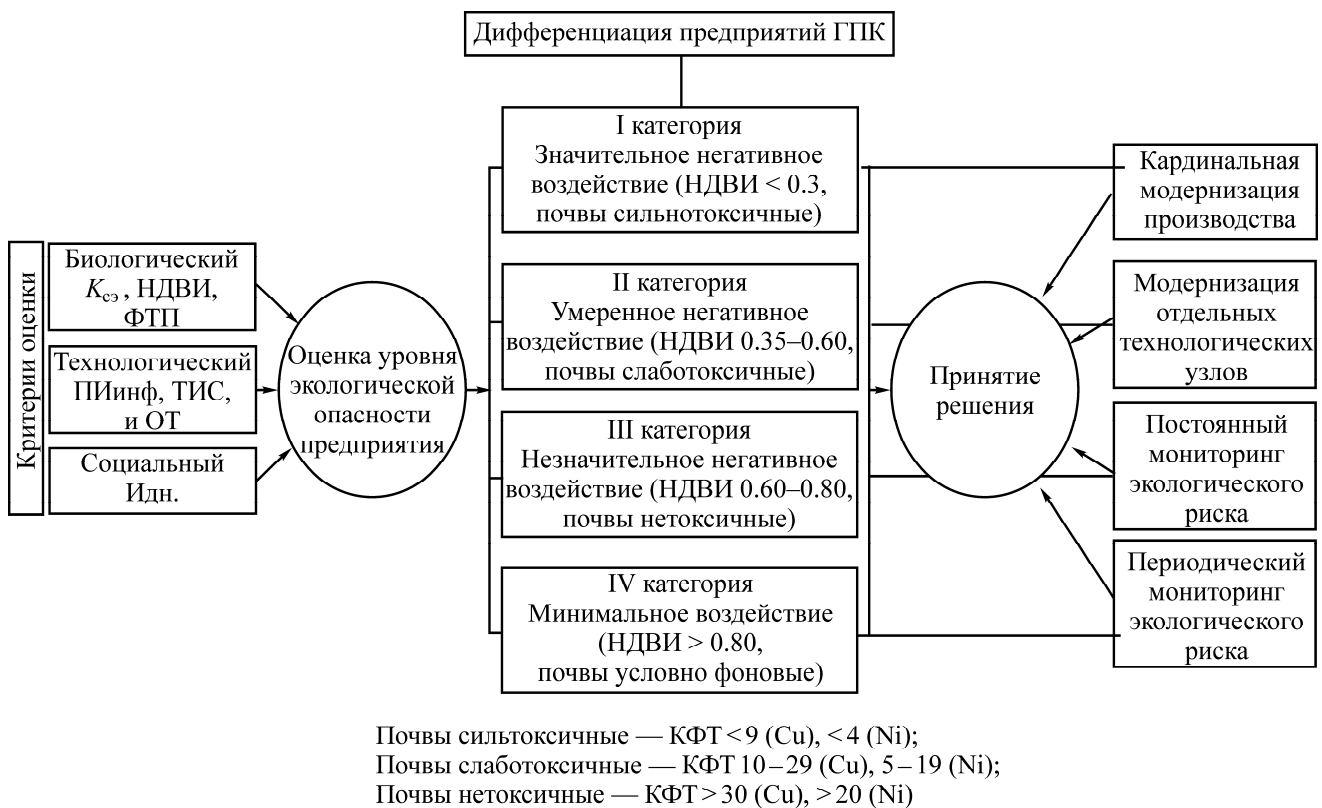 Дифференциация предприятий ГПК
Критерии оценки
Биологический
Kсэ , НДВИ,
ФТП
Технологический
ПИинф, ТИС,
и ОТ
Социальный
Идн.
Оценка уровня
экологической
опасности
предприятия
I категория
Значительное негативное
воздействие (НДВИ < 0.3,
почвы сильнотоксичные)
II категория
Умеренное негативное
воздействие (НДВИ 0.35–0.60,
почвы слаботоксичные)
III категория
Незначительное негативное
воздействие (НДВИ 0.60–0.80,
почвы нетоксичные)
IV категория
Минимальное воздействие
(НДВИ > 0.80,
почвы условно фоновые)
Принятие
решения
Кардинальная
модернизация
производства
Модернизация
отдельных
технологических
узлов
Постоянный
мониторинг
экологического
риска
Периодический
мониторинг
экологического
риска
Почвы сильтоксичные — КФТ < 9 (Cu), < 4 (Ni);
Почвы слаботоксичные — КФТ 10 – 29 (Cu), 5 – 19 (Ni);
Почвы нетоксичные — КФТ > 30 (Cu), > 20 (Ni)